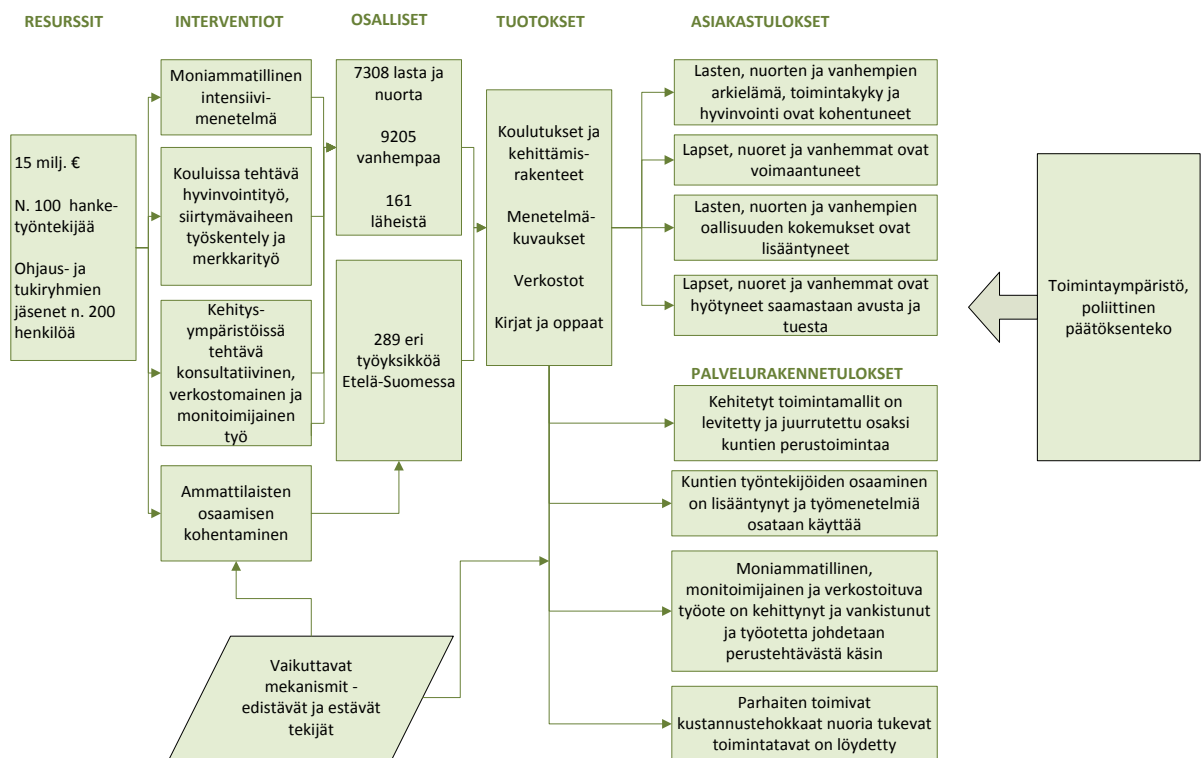 RESURSSIT
INTERVENTIOT
OSALLISET
TUOTOKSET
ASIAKASTULOKSET
15 milj. €
N. 100 hanke-
työntekijää
Ohjaus- ja
tukiryhmien
jäsenet n. 200
henkilöä
Moniammatillinen
intensiivi-
menetelmä
Kouluissa tehtävä
hyvinvointityö,
siirtymävaiheen
työskentely ja
merkkarityö
Kehitys-
ympäristöissä
tehtävä
konsultatiivinen,
verkostomainen ja
monitoimijainen
työ
Ammattilaisten
osaamisen
kohentaminen
7308 lasta ja
nuorta
9205
vanhempaa
161
läheistä
289 eri
työyksikköä
Etelä-Suomessa
Koulutukset ja
kehittämis-
rakenteet
Menetelmä-
kuvaukset
Verkostot
Kirjat ja oppaat
Lasten, nuorten ja vanhempien
arkielämä, toimintakyky ja
hyvinvointi ovat kohentuneet
Lapset, nuoret ja vanhemmat ovat
voimaantuneet
Lasten, nuorten ja vanhempien
oallisuuden kokemukset ovat
lisääntyneet
Lapset, nuoret ja vanhemmat ovat
hyötyneet saamastaan avusta ja
tuesta
PALVELURAKENNETULOKSET
Kehitetyt toimintamallit on
levitetty ja juurrutettu osaksi
kuntien perustoimintaa
Kuntien työntekijöiden osaaminen
on lisääntynyt ja työmenetelmiä
osataan käyttää
Moniammatillinen,
monitoimijainen ja verkostoituva
työote on kehittynyt ja vankistunut
ja työotetta johdetaan
perustehtävästä käsin
Parhaiten toimivat
kustannustehokkaat nuoria tukevat
toimintatavat on löydetty
Toimintaympäristö,
poliittinen
päätöksenteko
Vaikuttavat
mekanismit -
edistävät ja estävät
tekijät